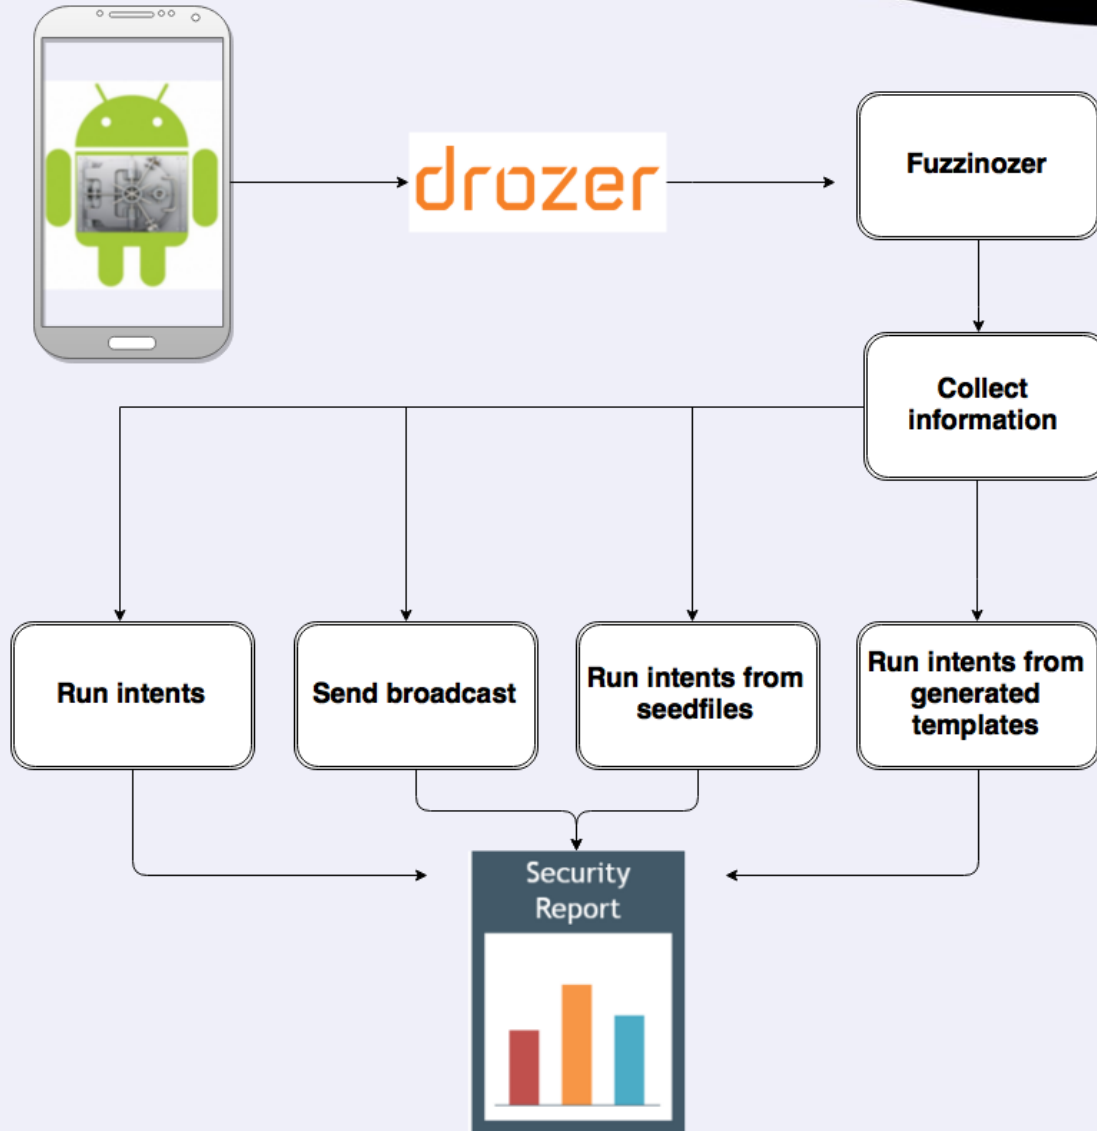 drozer
Fuzzinozer
Collect
information
Run intents
Send broadcast
Run intents from
seedfiles
Run intents from
generated
templates
Security
Report